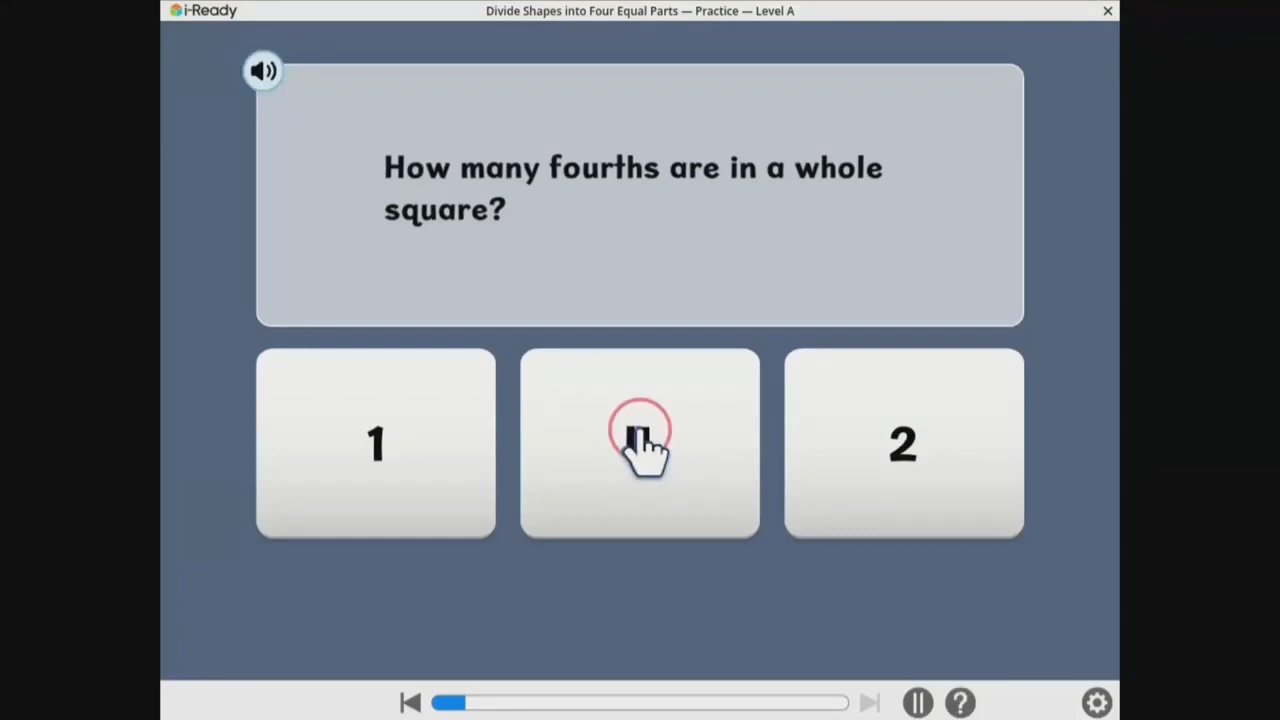 i-Ready
Divide Shapes into Four Equal Parts — Practice — Level A
How many fourths are in a whole
square?
1
2